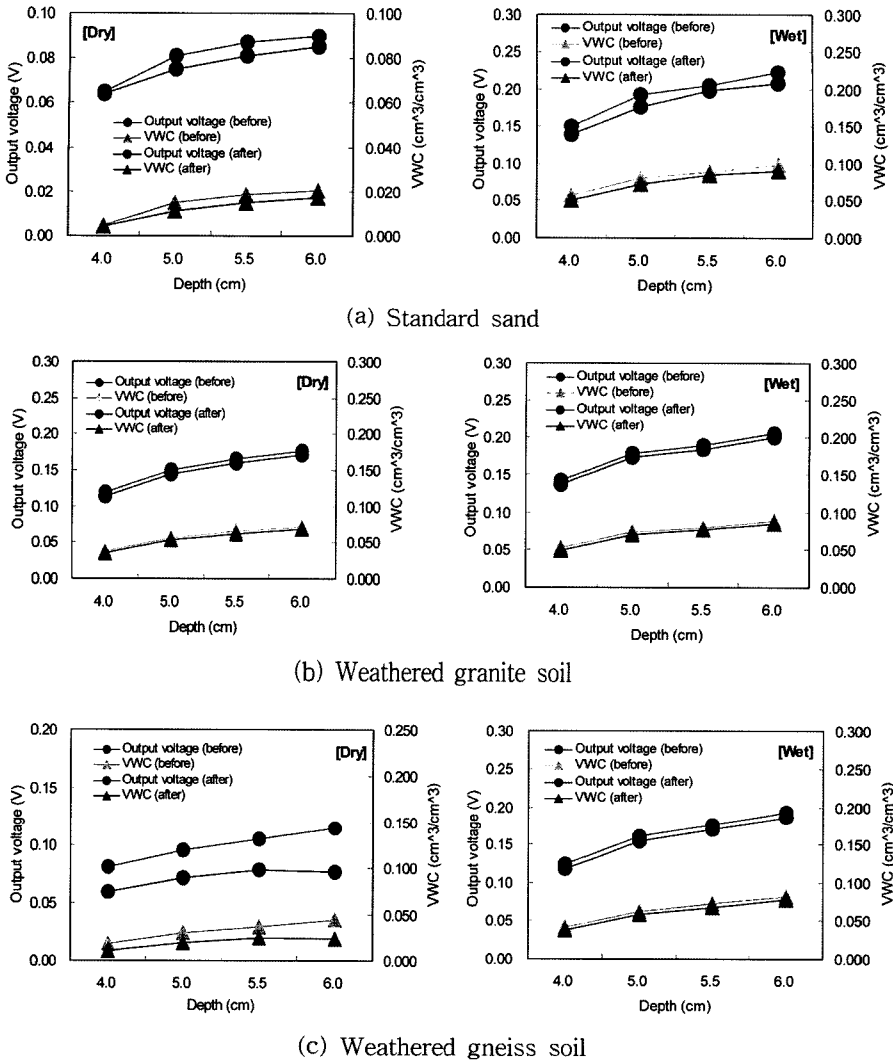 [Dry]
Output voltage (V)
0.10
0.08
0.06
0.04
0.02
0.00
Output voltage (before)
VWC (before)
Output voltage (after)
VWC (after)
0.100
0.080
0.060
0.040
0.020
0.000
VWC (cm^3/cm^3)
4.0 5.0 5.5 6.0
Depth (cm)
[Wet]
Output voltage (V)
0.30
0.25
0.20
0.15
0.10
0.05
0.00
Output voltage (before)
VWC (before)
Output voltage (after)
VWC (after)
0.300
0.250
0.200
0.150
0.100
0.050
0.000
VWC (cm^3/cm^3)
4.0 5.0 5.5 6.0
Depth (cm)
(a) Standard sand
[Dry]
Output voltage (V)
0.30
0.25
0.20
0.15
0.10
0.05
0.00
Output voltage (before)
VWC (before)
Output voltage (after)
VWC (after)
0.300
0.250
0.200
0.150
0.100
0.050
0.000
VWC (cm^3/cm^3)
4.0 5.0 5.5 6.0
Depth (cm)
[Wet]
Output voltage (V)
0.30
0.25
0.20
0.15
0.10
0.05
0.00
Output voltage (before)
VWC (before)
Output voltage (after)
VWC (after)
0.300
0.250
0.200
0.150
0.100
0.050
0.000
VWC (cm^3/cm^3)
4.0 5.0 5.5 6.0
Depth (cm)
(b) Weathered granite soil
[Dry]
Output voltage (V)
0.20
0.15
0.10
0.05
0.00
Output voltage (before)
VWC (before)
Output voltage (after)
VWC (after)
0.250
0.200
0.150
0.100
0.050
0.000
VWC (cm^3/cm^3)
4.0 5.0 5.5 6.0
Depth (cm)
[Wet]
Output voltage (V)
0.30
0.25
0.20
0.15
0.10
0.05
0.00
Output voltage (before)
VWC (before)
Output voltage (after)
VWC (after)
0.300
0.250
0.200
0.150
0.100
0.050
0.000
VWC (cm^3/cm^3)
4.0 5.0 5.5 6.0
Depth (cm)
(c) Weathered gneiss soil